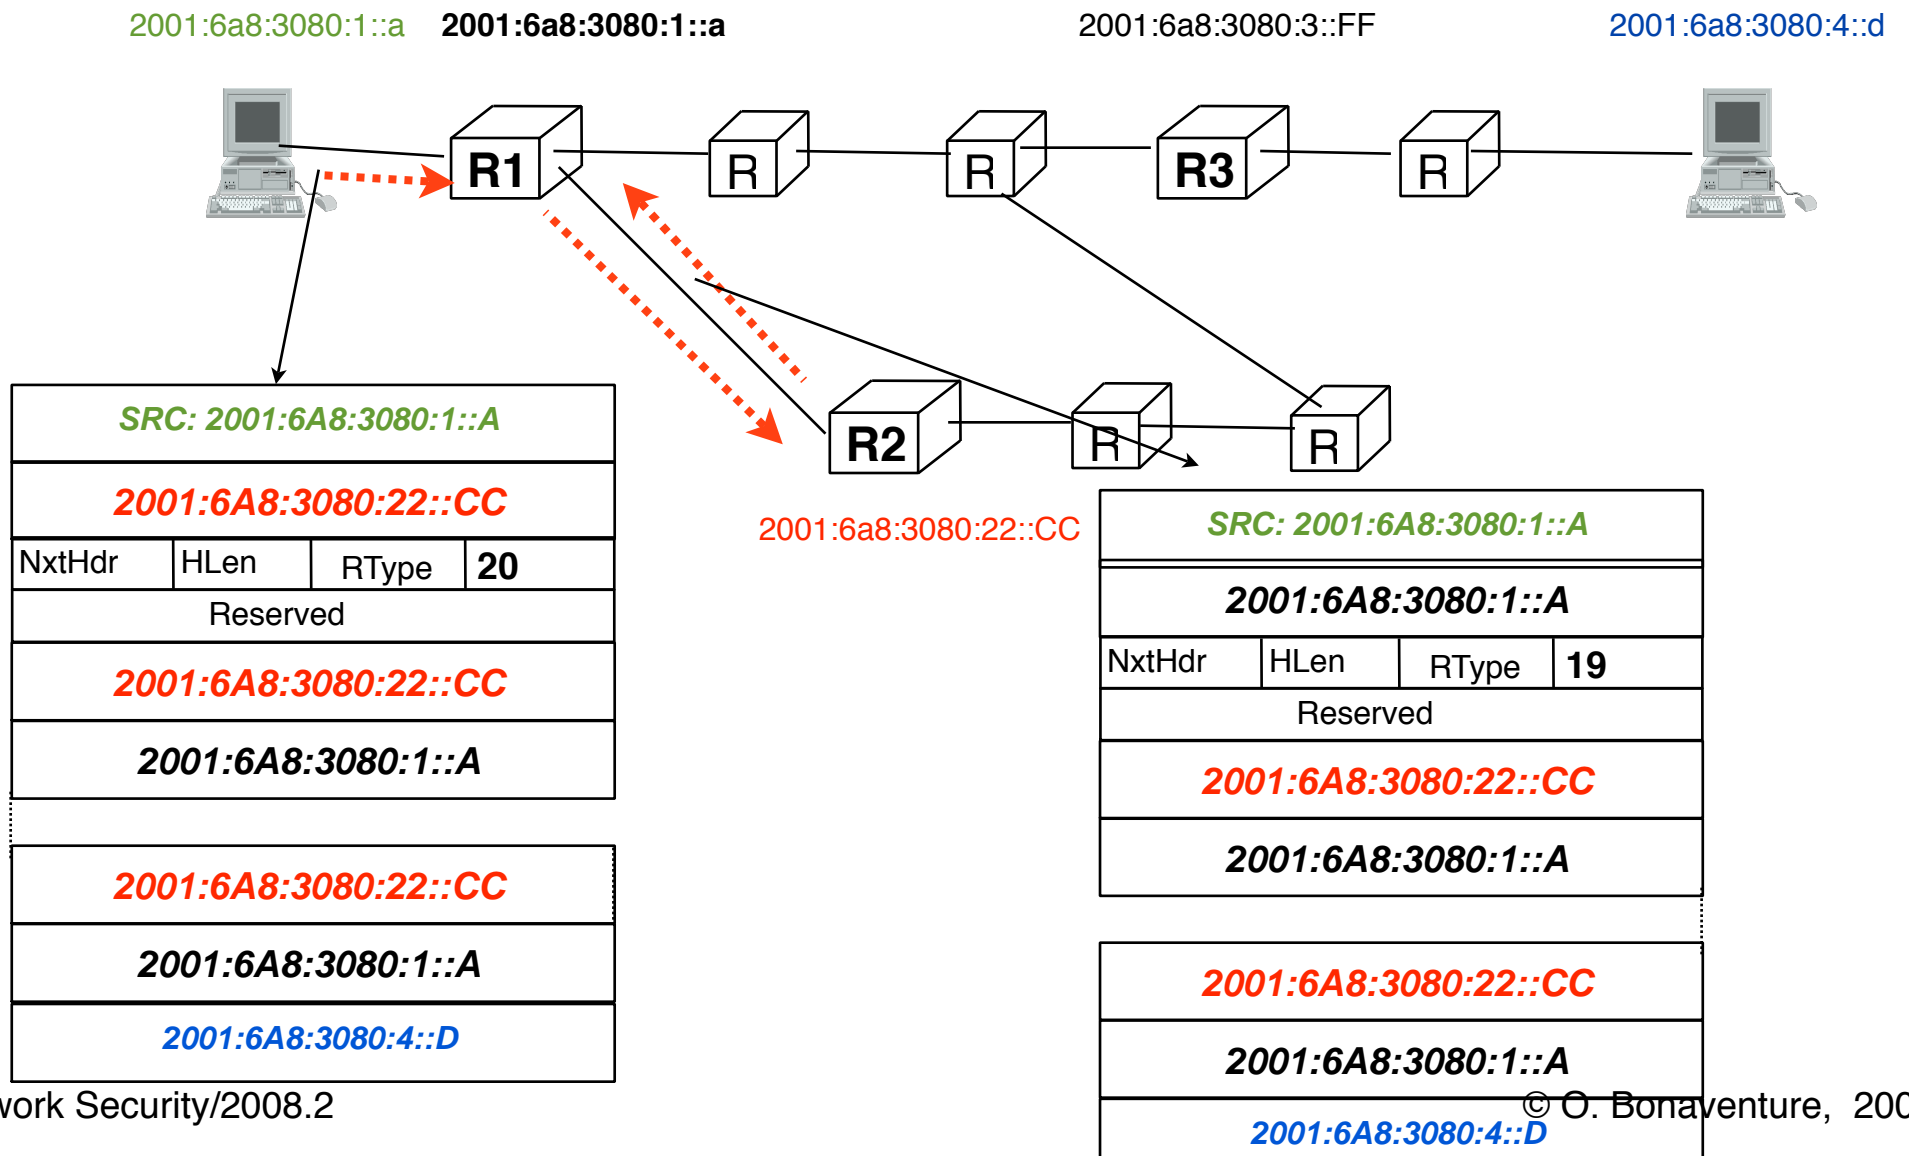 2001:6a8:3080:1::a 2001:6a8:3080:1::a 2001:6a8:3080:3::FF 2001:6a8:3080:4::d
R1 R R R3 R
R2 R R
2001:6a8:3080:22::CC
SRC: 2001:6A8:3080:1::A
2001:6A8:3080:22::CC
NxtHdr HLen RType 20
Reserved
2001:6A8:3080:22::CC
2001:6A8:3080:1::A
2001:6A8:3080:22::CC
2001:6A8:3080:1::A
2001:6A8:3080:4::D
SRC: 2001:6A8:3080:1::A
2001:6A8:3080:1::A
NxtHdr HLen RType 19
Reserved
2001:6A8:3080:22::CC
2001:6A8:3080:1::A
2001:6A8:3080:22::CC
2001:6A8:3080:1::A
2001:6A8:3080:4::D
work Security/2008.2 © O. Bonaventure, 200